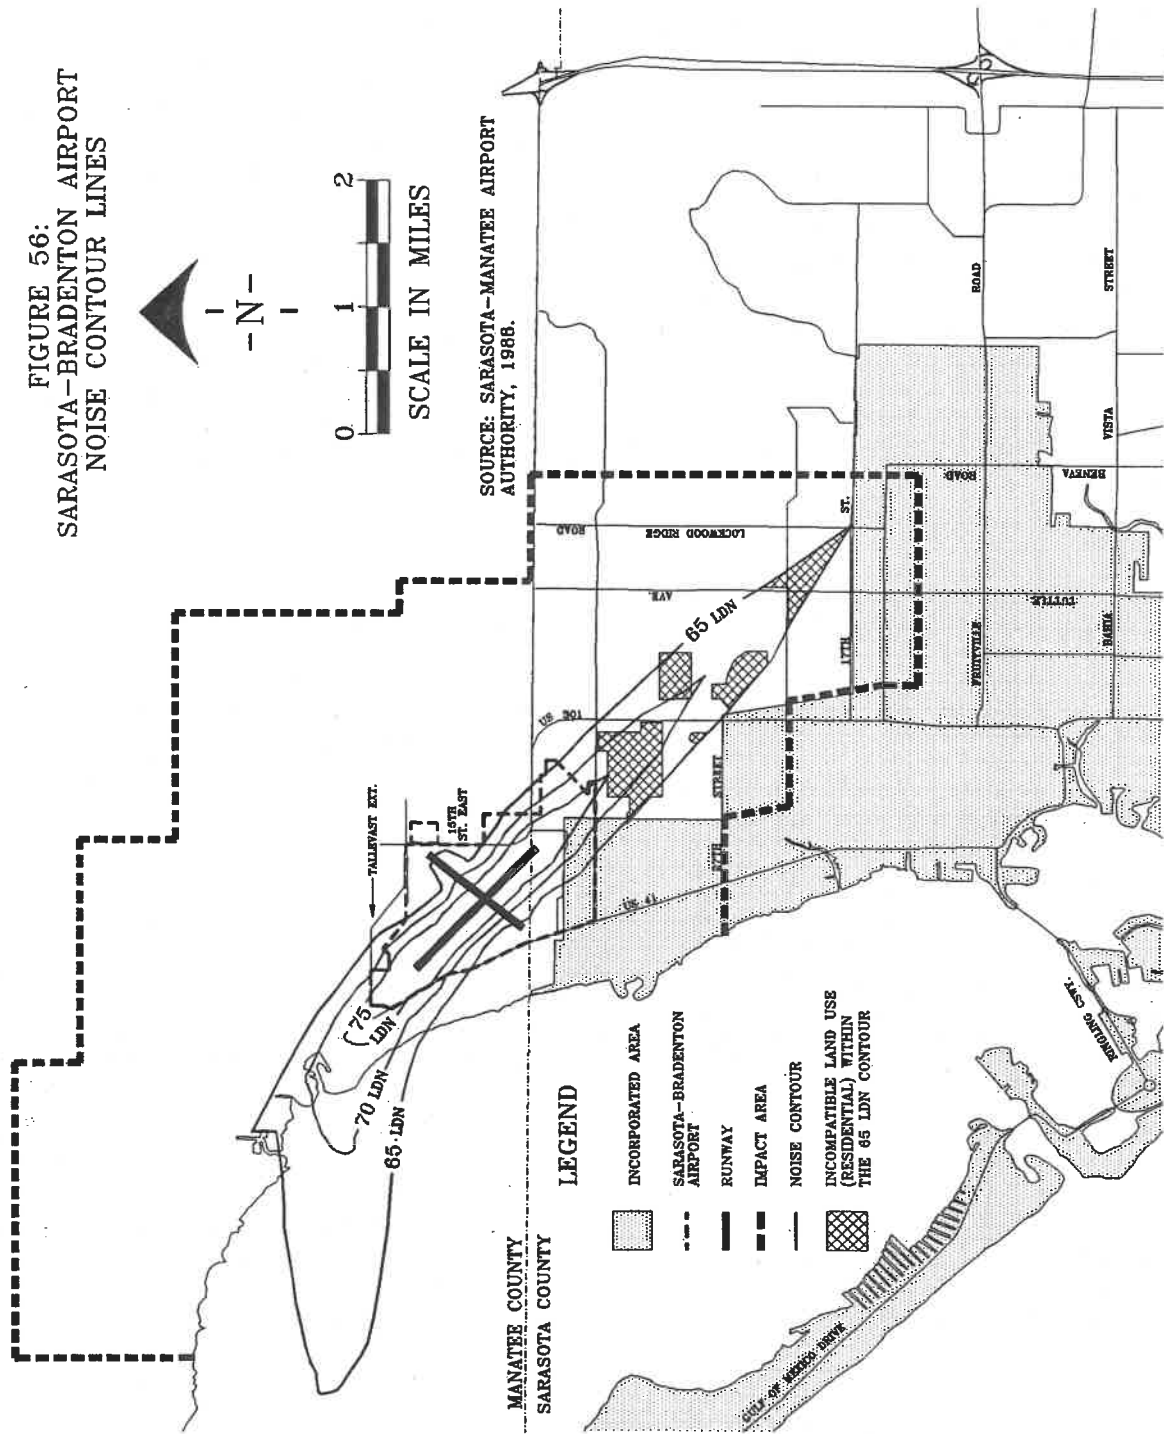 FIGURE 56:
SARASOTA-BRADENTON AIRPORT
NOISE CONTOUR LINES
-N-
0 1 2
SCALE IN MILES
SOURCE: SARASOTA-MANATEE AIRPORT
AUTHORITY, 1988.
TALLEVAST EXT.
15TH
ST. EAST
US 301
ROAD
LOCKWOOD RIDGE
AVE.
65 LDN
ST.
17TH
ROAD
BENEVA
ROAD
FRUITVILLE
STREET
VISTA
BAHIA
TUTTLE
STREET
27TH
US 41
75
LDN
70 LDN
65 LDN
MANATEE COUNTY
SARASOTA COUNTY
LEGEND
INCORPORATED AREA
SARASOTA-BRADENTON
AIRPORT
RUNWAY
IMPACT AREA
NOISE CONTOUR
INCOMPATIBLE LAND USE
(RESIDENTIAL) WITHIN
THE 65 LDN CONTOUR
RINGLING CSWY.
GULF OF MEXICO DRIVE